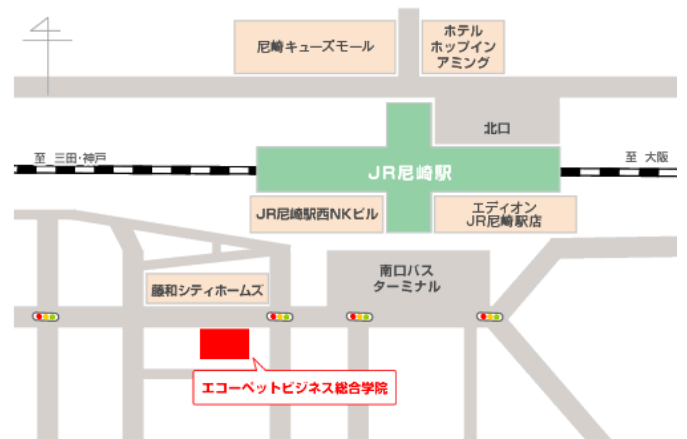 尼崎キューズモール
ホテル
ホップイン
アミング
北口
至 三田・神戸
至 大阪
JR尼崎駅
JR尼崎駅西NKビル
エディオン
JR尼崎駅店
南口バス
ターミナル
藤和シティホームズ
エコーペットビジネス総合学院